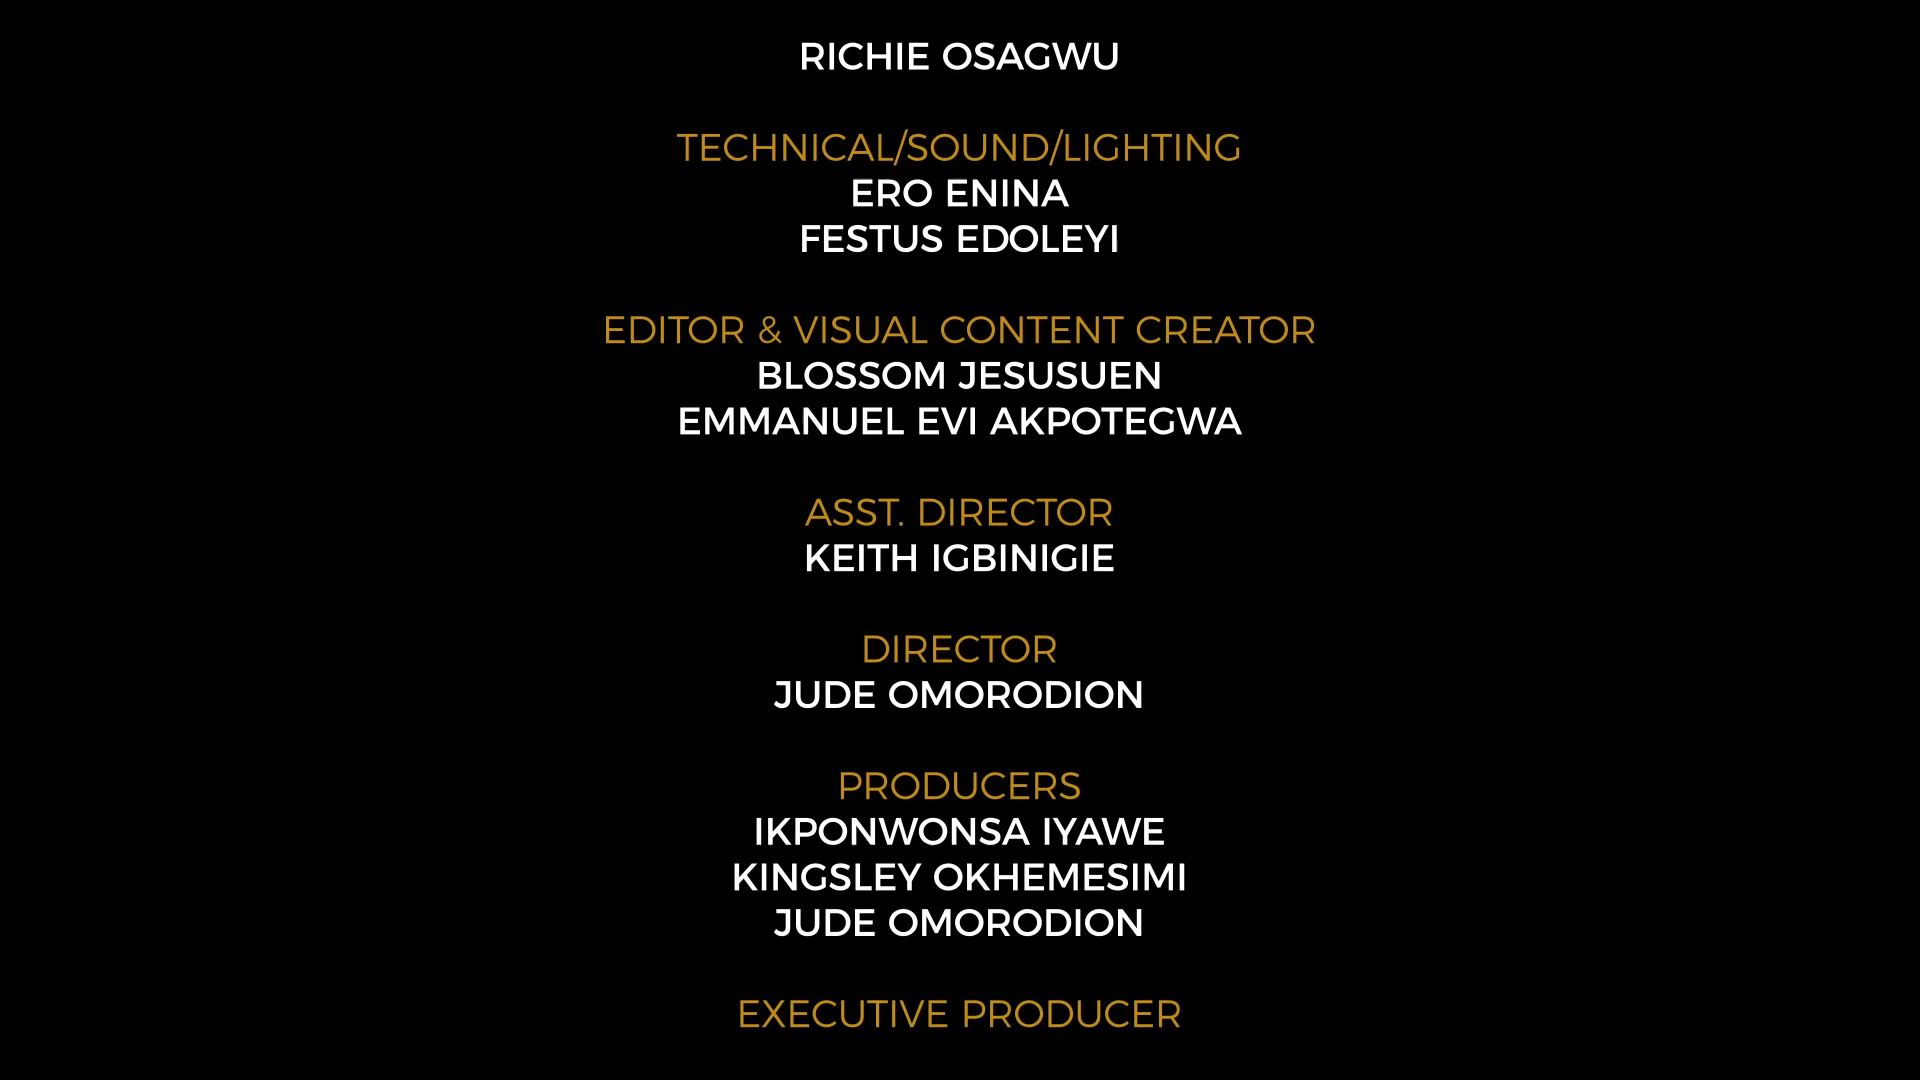 RICHIE OSAGWU
TECHNICAL/SOUND/LIGHTING
ERO ENINA
FESTUS EDOLEYI
EDITOR & VISUAL CONTENT CREATOR
BLOSSOM JESUSUEN
EMMANUEL EVI AKPOTEGWA
ASST. DIRECTOR
KEITH IGBINIGIE
DIRECTOR
JUDE OMORODION
PRODUCERS
IKPONWONSA IYAWE
KINGSLEY OKHEMESIMI
JUDE OMORODION
EXECUTIVE PRODUCER